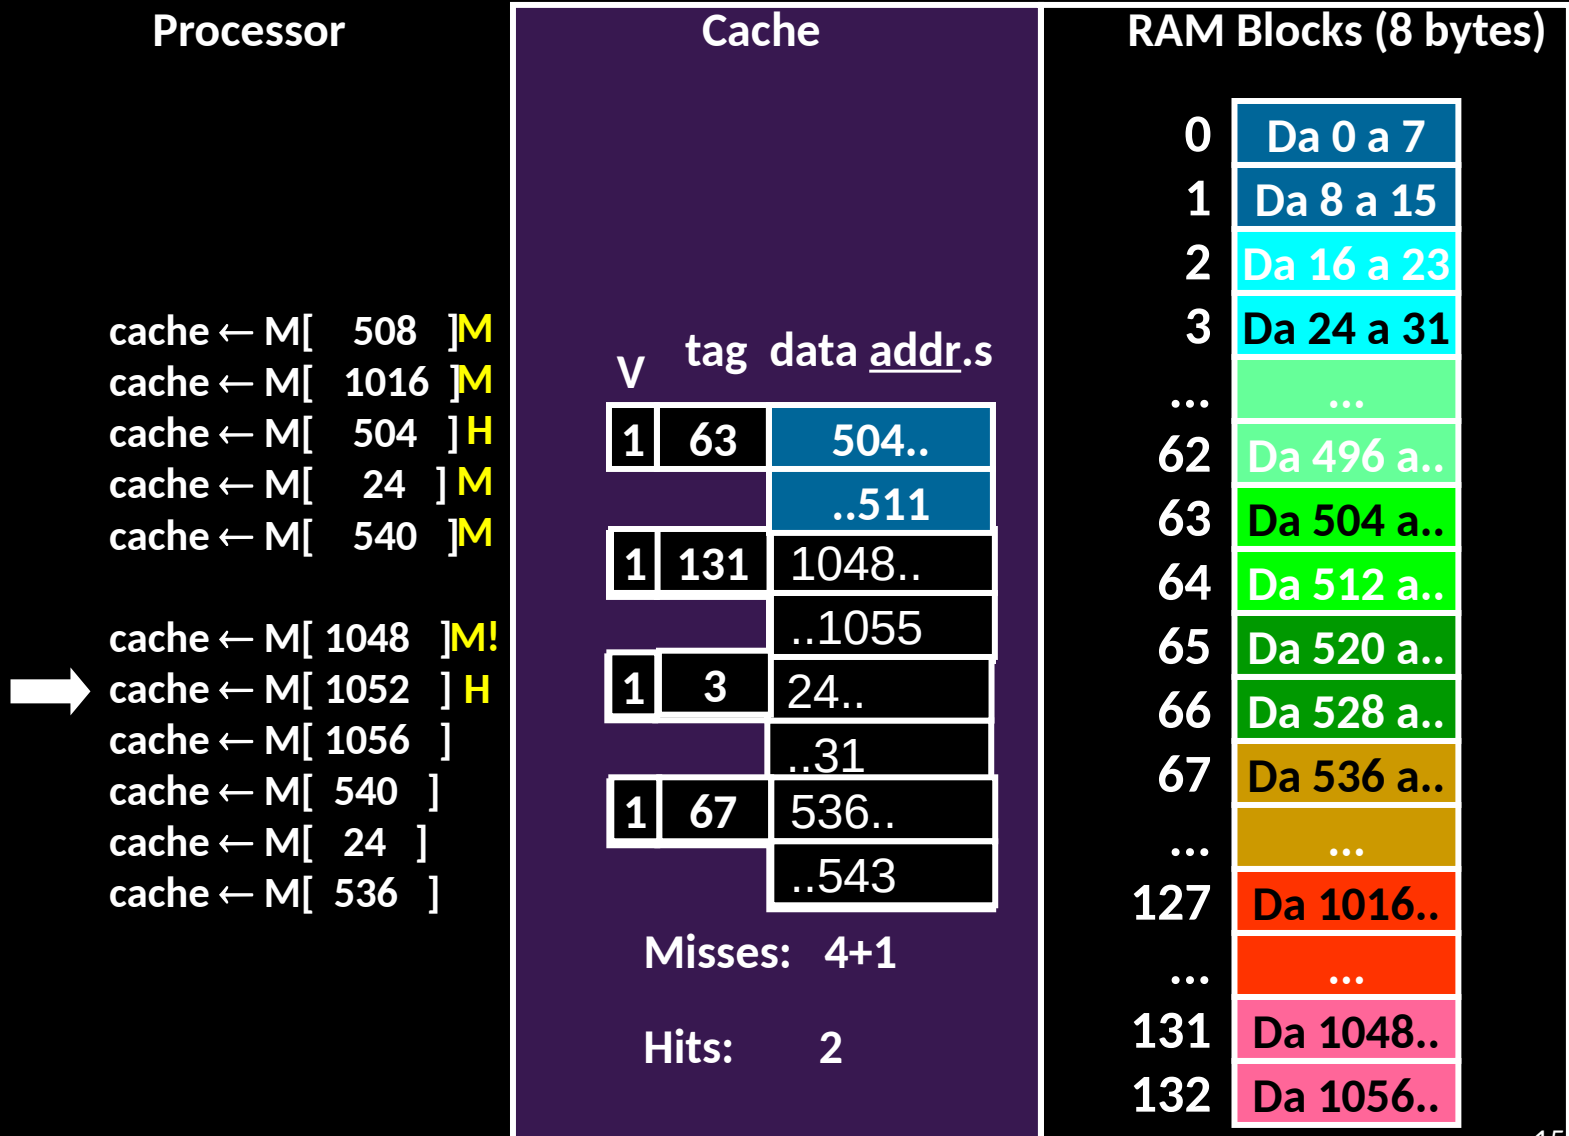 Processor
cache ← M[ 508 ]M
cache ← M[ 1016 ]M
cache ← M[ 504 ] H
cache ← M[ 24 ] M
cache ← M[ 540 ]M
cache ← M[ 1048 ]M!
cache ← M[ 1052 ] H
cache ← M[ 1056 ]
cache ← M[ 540 ]
cache ← M[ 24 ]
cache ← M[ 536 ]
Cache
V tag data addr.s
1 63 504..
..511
1 131 1048..
..1055
1 3 24..
..31
1 67 536..
..543
Misses: 4+1
Hits: 2
RAM Blocks (8 bytes)
0 Da 0 a 7
1 Da 8 a 15
2 Da 16 a 23
3 Da 24 a 31
... ...
62 Da 496 a..
63 Da 504 a..
64 Da 512 a..
65 Da 520 a..
66 Da 528 a..
67 Da 536 a..
... ...
127 Da 1016..
... ...
131 Da 1048..
132 Da 1056..